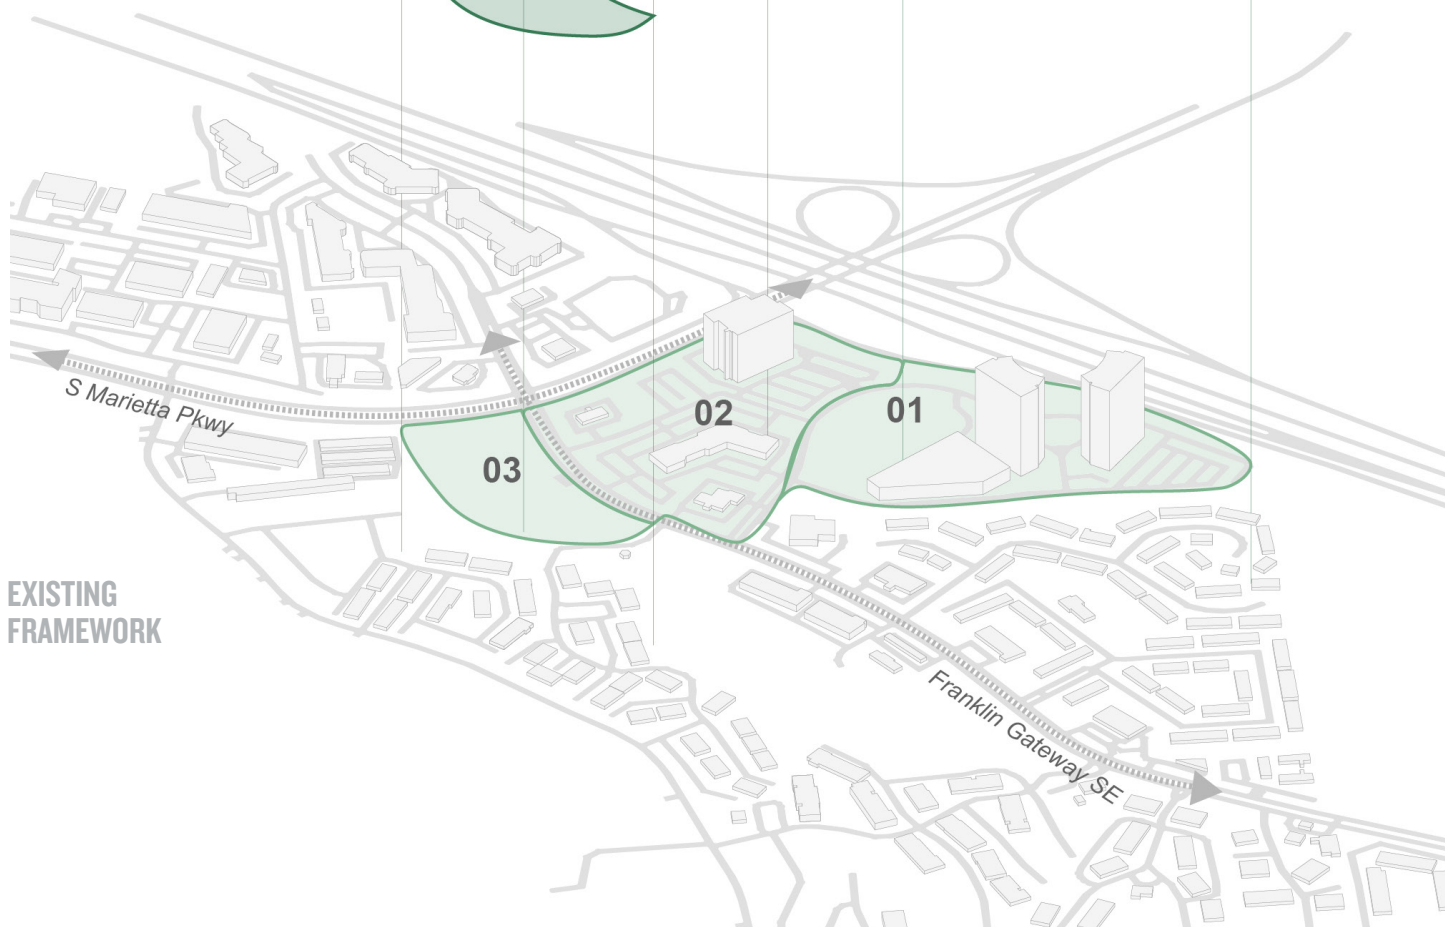 S Marietta Pkwy
02
01
03
EXISTING
FRAMEWORK
Franklin Gateway SE